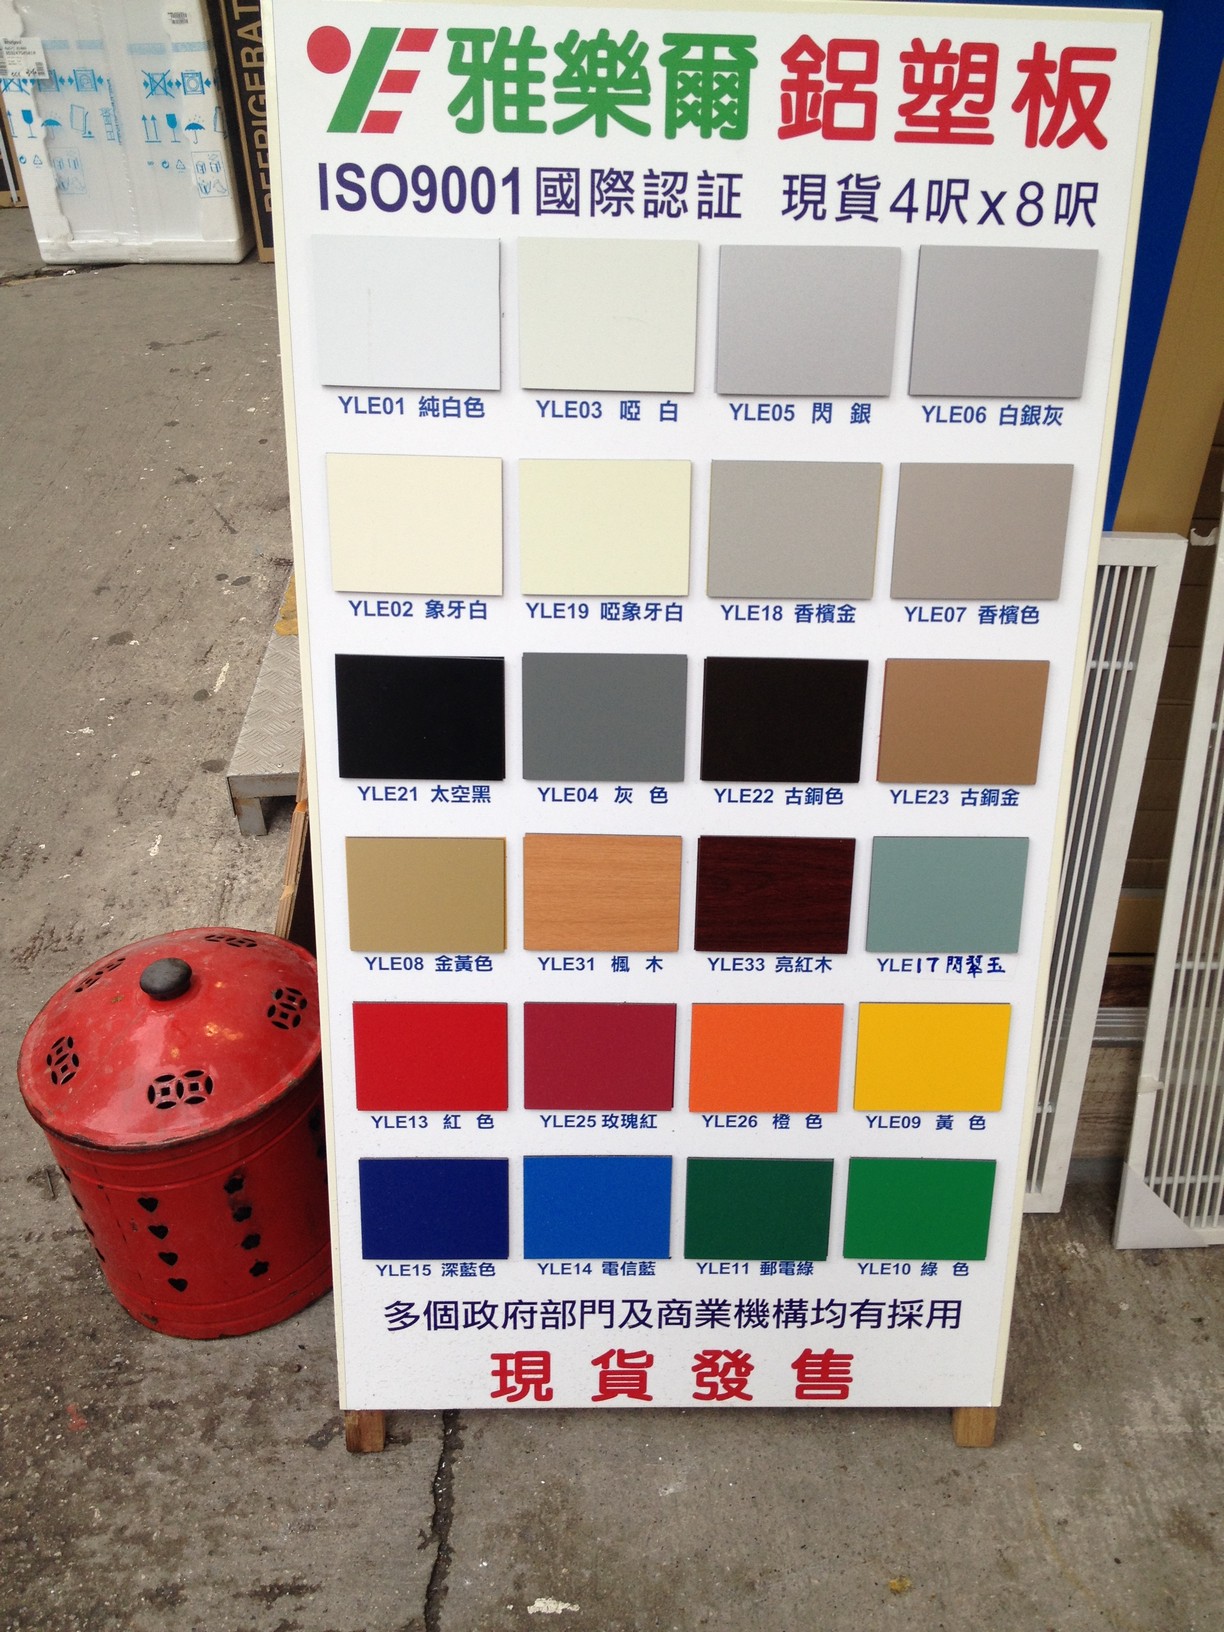 YE 雅樂爾 鋁塑板
ISO9001國際認証 現貨4呎x8呎
YLE01 純白色 YLE03 啞 白 YLE05 閃 銀 YLE06 白銀灰
YLE02 象牙白 YLE19 啞象牙白 YLE18 香檳金 YLE07 香檳色
YLE21 太空黑 YLE04 灰 色 YLE22 古銅色 YLE23 古銅金
YLE08 金黃色 YLE31 楓 木 YLE33 亮紅木 YLE17 閃翠玉
YLE13 紅 色 YLE25 玫瑰紅 YLE26 橙 色 YLE09 黃 色
YLE15 深藍色 YLE14 電信藍 YLE11 郵電綠 YLE10 綠 色
多個政府部門及商業機構均有採用
現貨發售
REFRIGERAT